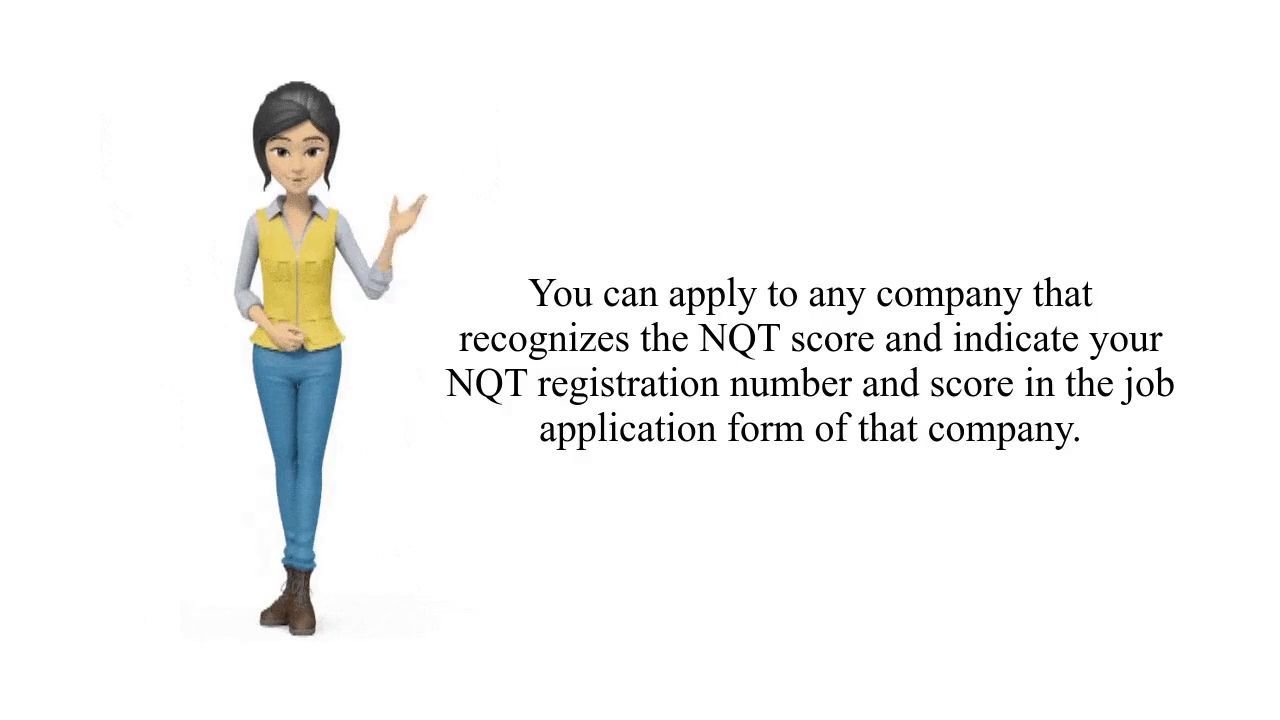 You can apply to any company that
recognizes the NQT score and indicate your
NQT registration number and score in the job
application form of that company.